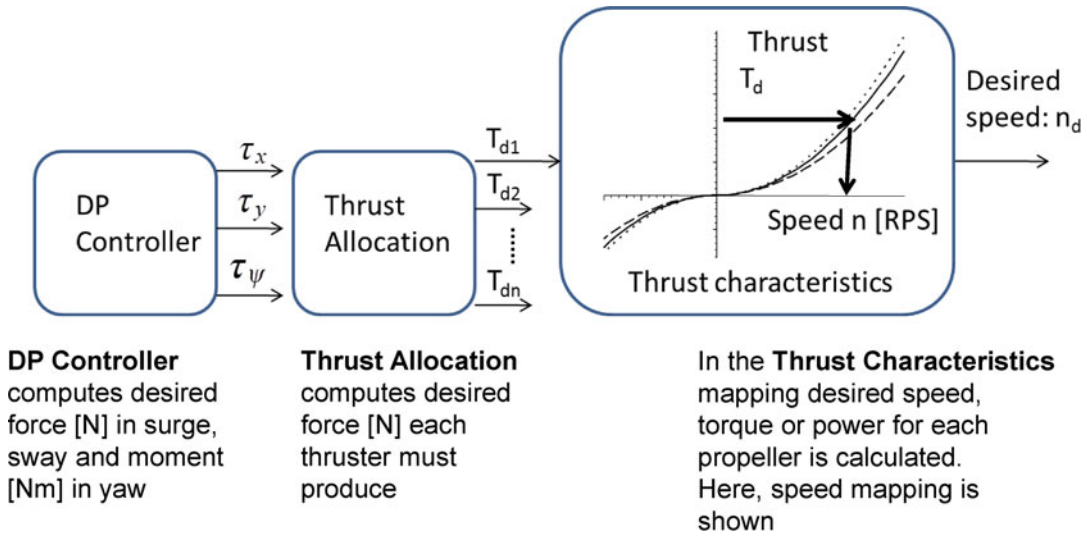 DP
Controller
τx
τy
τψ
Thrust
Allocation
Td1
Td2
Tdn
Thrust
Td
Speed n [RPS]
Thrust characteristics
Desired
speed: nd
DP Controller
computes desired
force [N] in surge,
sway and moment
[Nm] in yaw
Thrust Allocation
computes desired
force [N] each
thruster must
produce
In the Thrust Characteristics
mapping desired speed,
torque or power for each
propeller is calculated.
Here, speed mapping is
shown